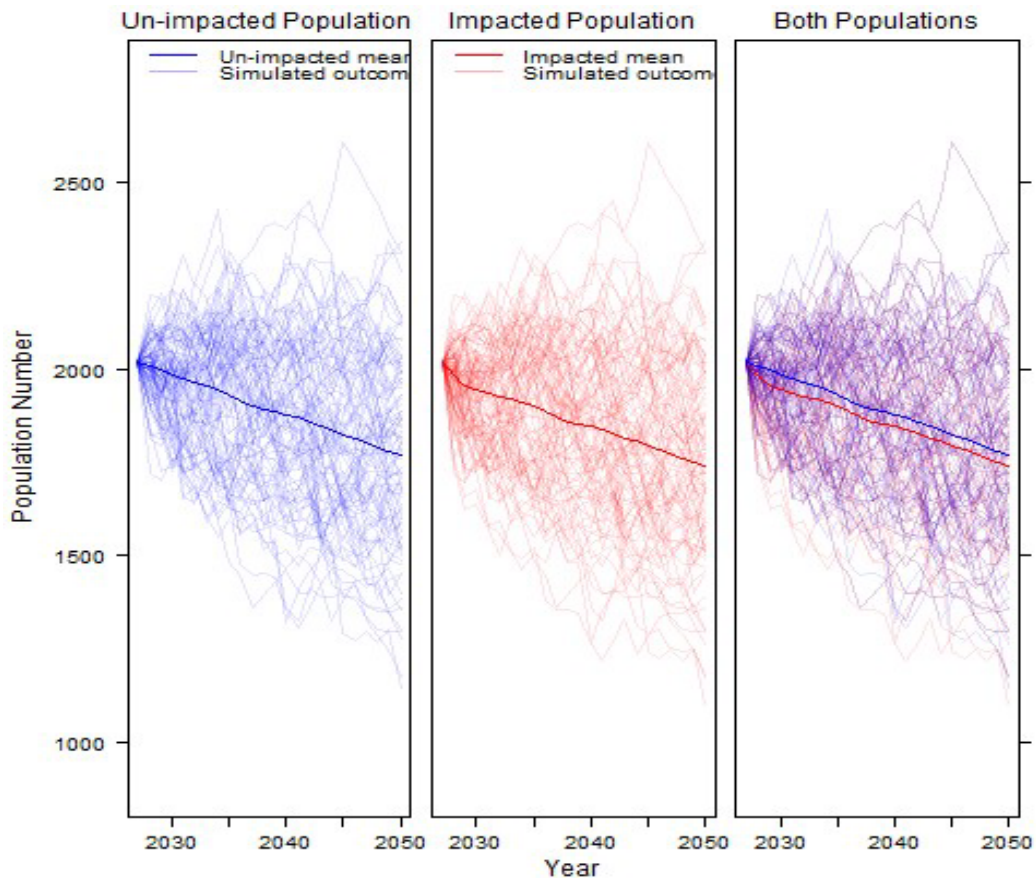 Un-impacted Population
Impacted Population
Both Populations
Un-impacted mean
Simulated outcom
Impacted mean
Simulated outcome
Population Number
2500
2000
1500
1000
2030
2040
2050
2030
2040
2050
2030
2040
2050
Year